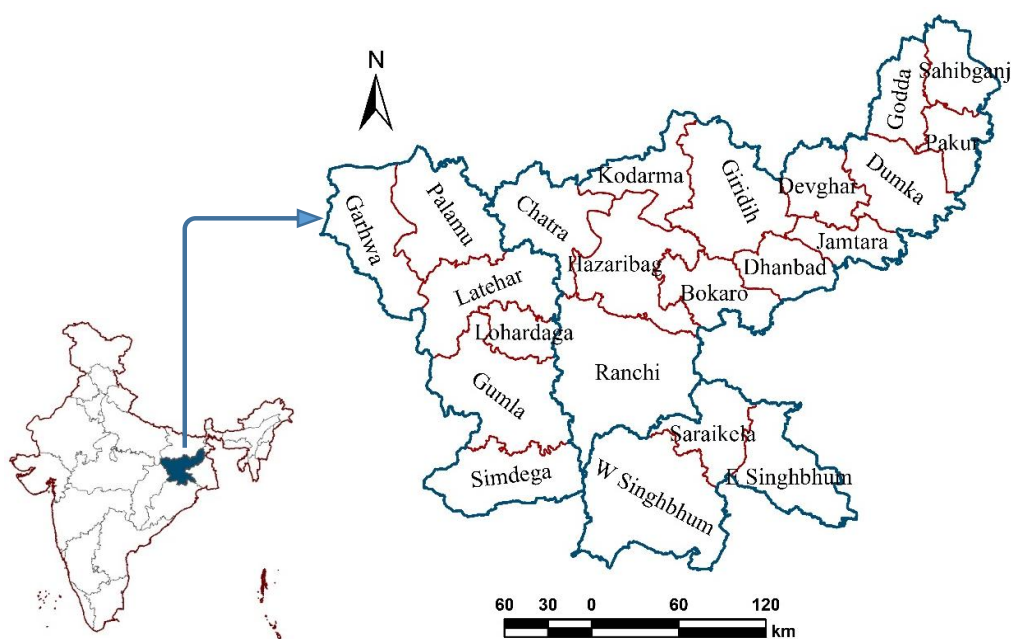 N
Sahibganj
Godda
Pakur
Dumka
Kodarma
Giridih
Devghar
Garhwa
Palamu
Chatra
Jamtara
Hazaribag
Dhanbad
Latehar
Bokaro
Lohardaga
Ranchi
Gumla
Saraikela
Simdega
W Singhbhum
E Singhbhum
60 30 0 60 120
km